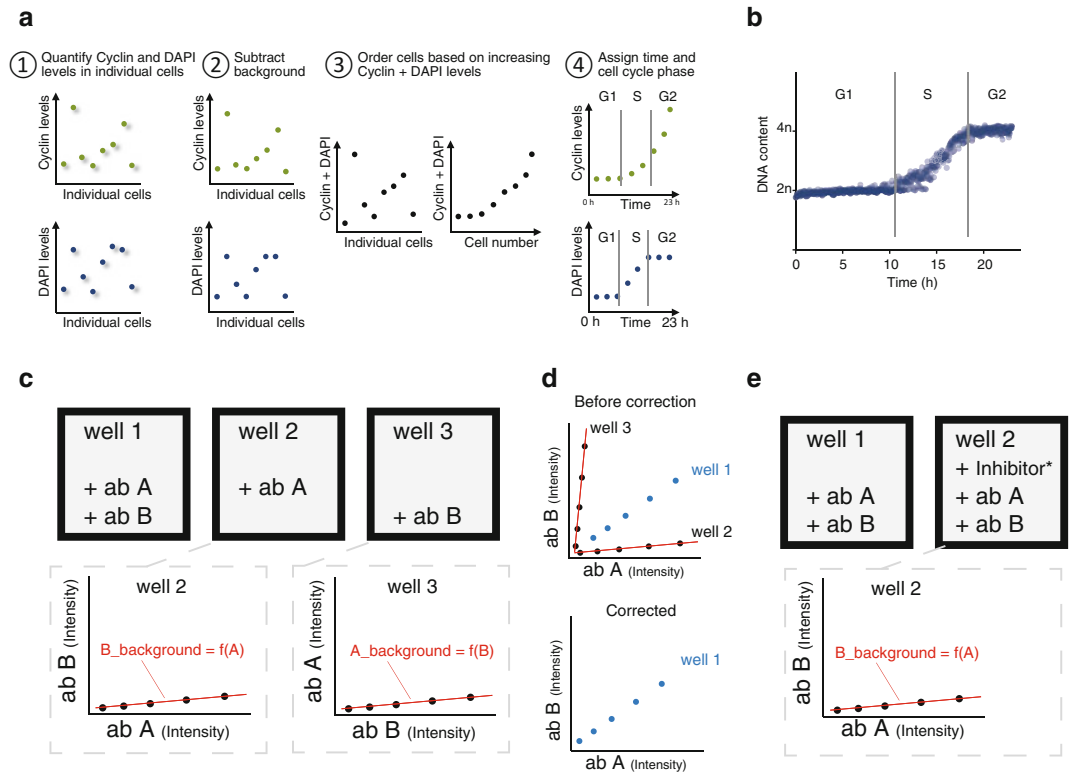 a
1 Quantify Cyclin and DAPI
levels in individual cells
2 Subtract
background
3 Order cells based on increasing
Cyclin + DAPI levels
4 Assign time and
cell cycle phase
Cyclin levels
Individual cells
DAPI levels
Individual cells
Cyclin levels
Individual cells
DAPI levels
Individual cells
Cyclin + DAPI
Individual cells
Cyclin + DAPI
Cell number
G1 S G2
Cyclin levels
0 h Time 23 h
G1 S G2
DAPI levels
0 h Time 23 h
b
G1 S G2
DNA content
4n
2n
0 5 10 15 20
Time (h)
c
well 1
+ ab A
+ ab B
well 2
+ ab A
well 3
+ ab B
well 2
B_background = f(A)
ab B (Intensity)
ab A (Intensity)
well 3
A_background = f(B)
ab A (Intensity)
ab B (Intensity)
d
Before correction
well 3
well 1
well 2
ab B (Intensity)
ab A (Intensity)
Corrected
well 1
ab B (Intensity)
ab A (Intensity)
e
well 1
+ ab A
+ ab B
well 2
+ Inhibitor*
+ ab A
+ ab B
well 2
B_background = f(A)
ab B (Intensity)
ab A (Intensity)